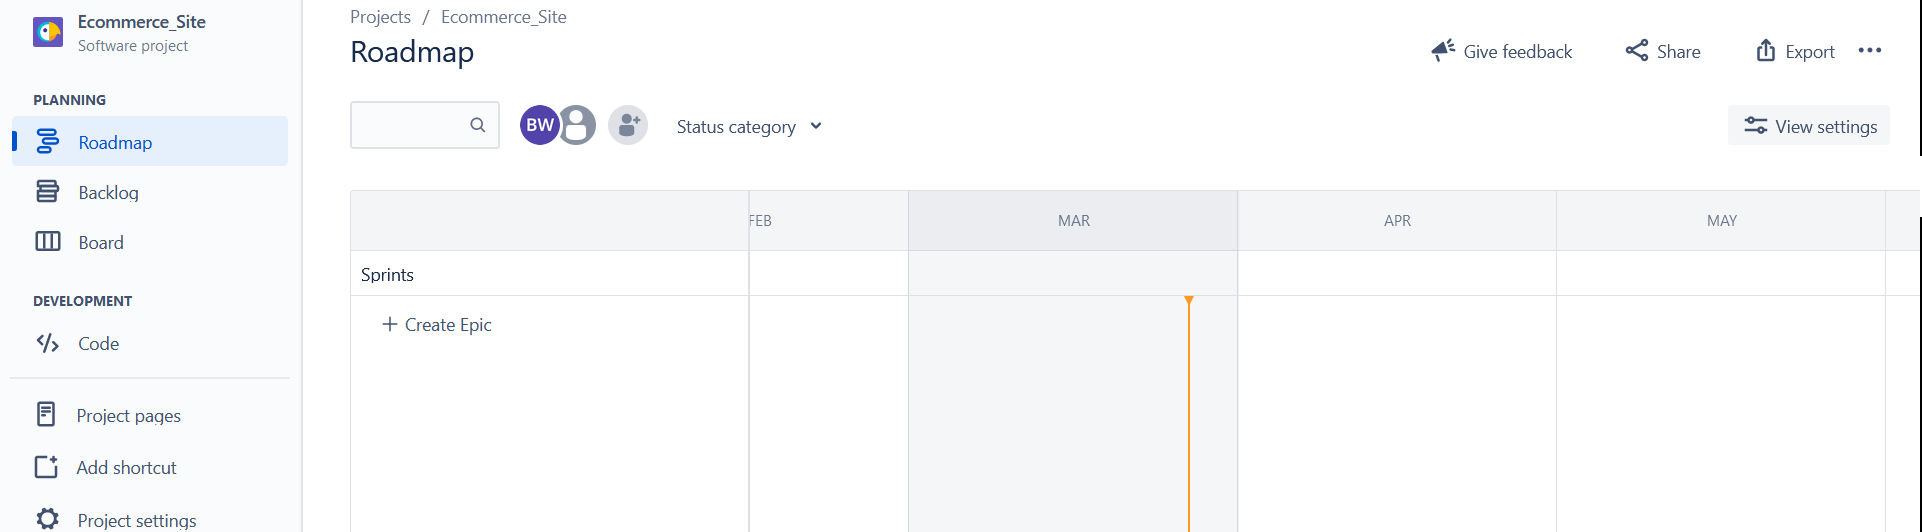 Ecommerce_Site
Software project
PLANNING
Roadmap
Backlog
Board
DEVELOPMENT
Code
Project pages
Add shortcut
Project settings
Projects / Ecommerce_Site
Roadmap
Give feedback
Share
Export
BW
Status category
View settings
FEB MAR APR MAY
Sprints
+ Create Epic